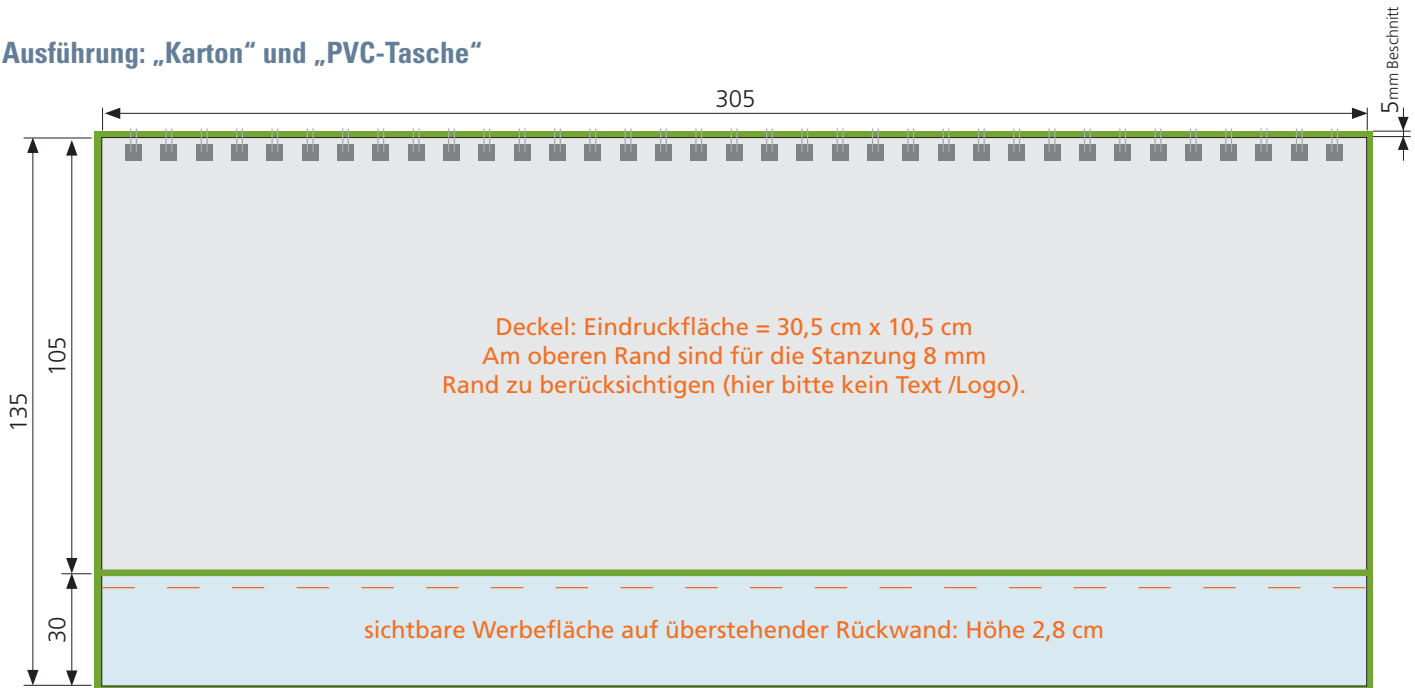 Ausführung: „Karton“ und „PVC-Tasche“
5mm Beschnitt
305
105
135
Deckel: Eindruckfläche = 30,5 cm x 10,5 cm
Am oberen Rand sind für die Stanzung 8 mm
Rand zu berücksichtigen (hier bitte kein Text /Logo).
30
sichtbare Werbefläche auf überstehender Rückwand: Höhe 2,8 cm